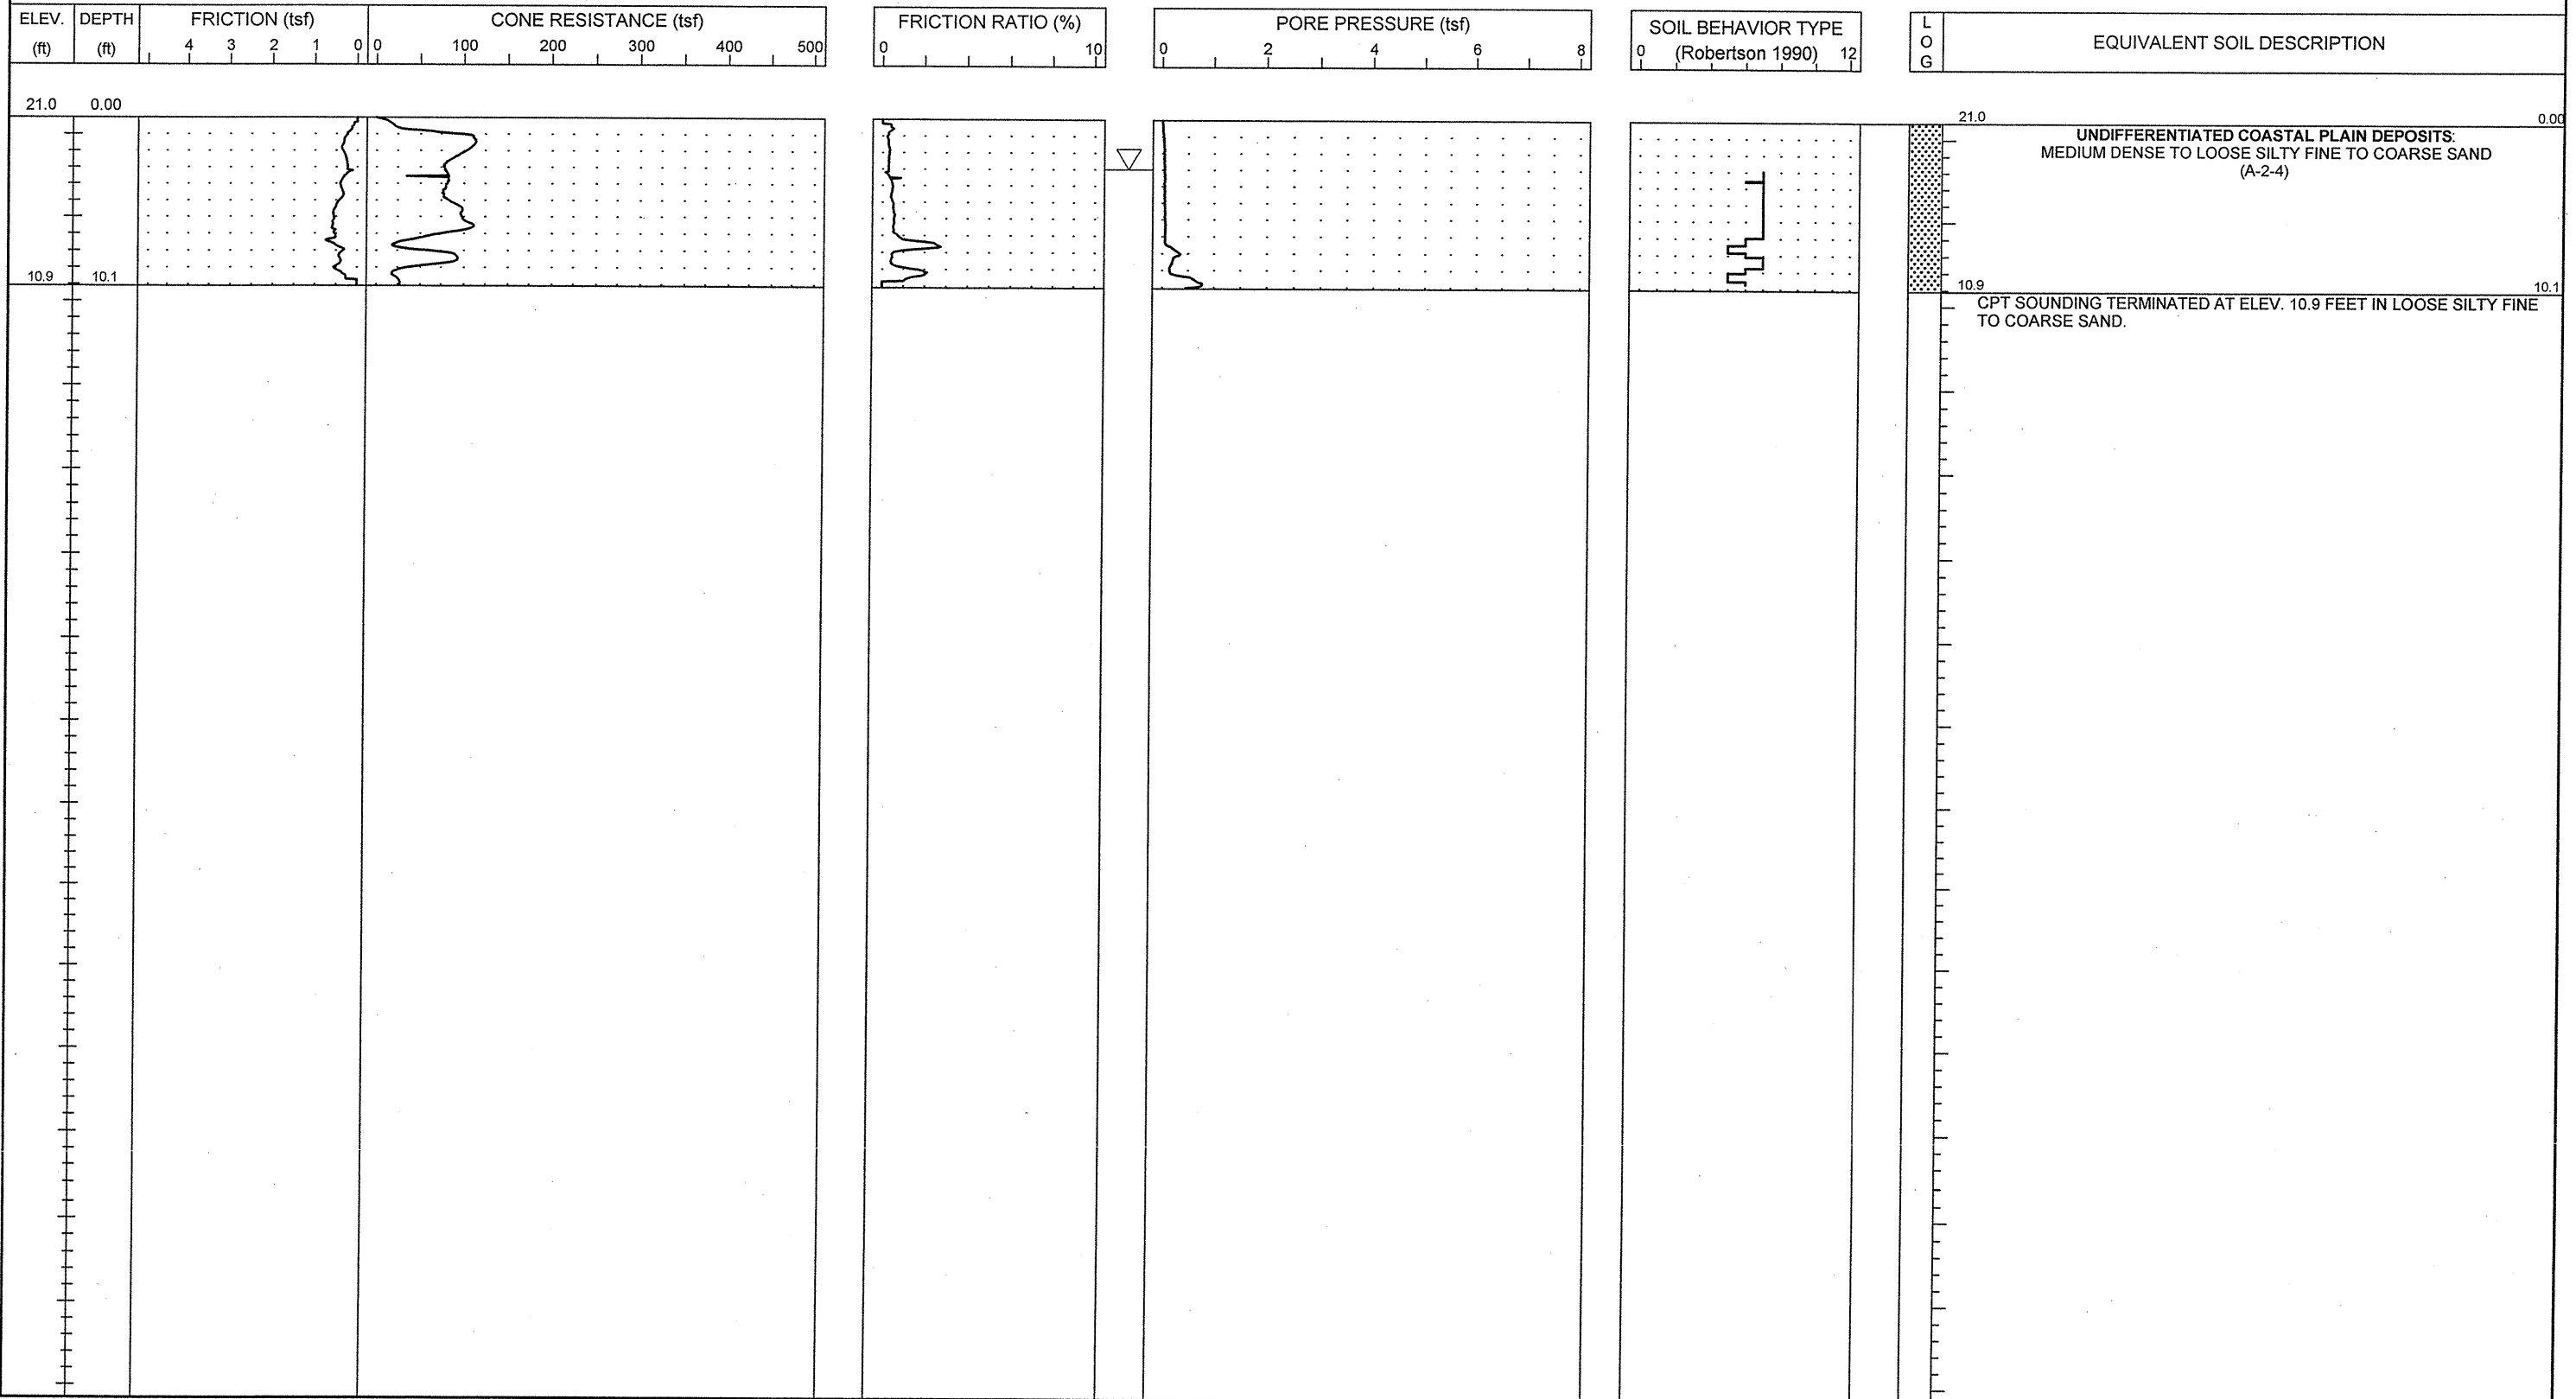 ELEV.
(ft)
DEPTH
(ft)
FRICTION (tsf)
4 3 2 1 0
CONE RESISTANCE (tsf)
0 100 200 300 400 500
FRICTION RATIO (%)
0 10
PORE PRESSURE (tsf)
0 2 4 6 8
SOIL BEHAVIOR TYPE
(Robertson 1990)
0 12
L
O
G
EQUIVALENT SOIL DESCRIPTION
21.0 0.00
21.0 0.00
UNDIFFERENTIATED COASTAL PLAIN DEPOSITS:
MEDIUM DENSE TO LOOSE SILTY FINE TO COARSE SAND
(A-2-4)
10.9 10.1
10.9 10.1
CPT SOUNDING TERMINATED AT ELEV. 10.9 FEET IN LOOSE SILTY FINE
TO COARSE SAND.